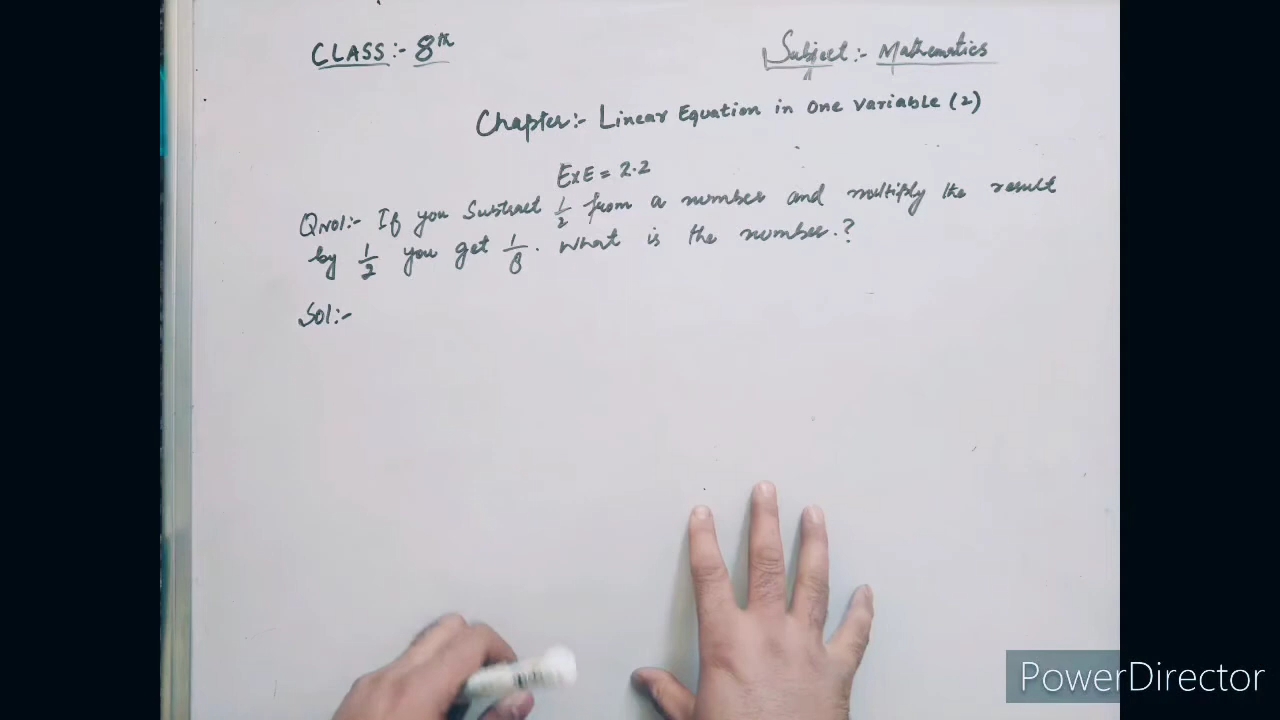 CLASS:- 8th
Subject:- Mathematics
Chapter:- Linear Equation in One Variable (2)
ExE = 2.2
QNo1:- If you Subtract 1/2 from a number and multiply the result
by 1/2 you get 1/8. What is the number.?
Sol:-
PowerDirector